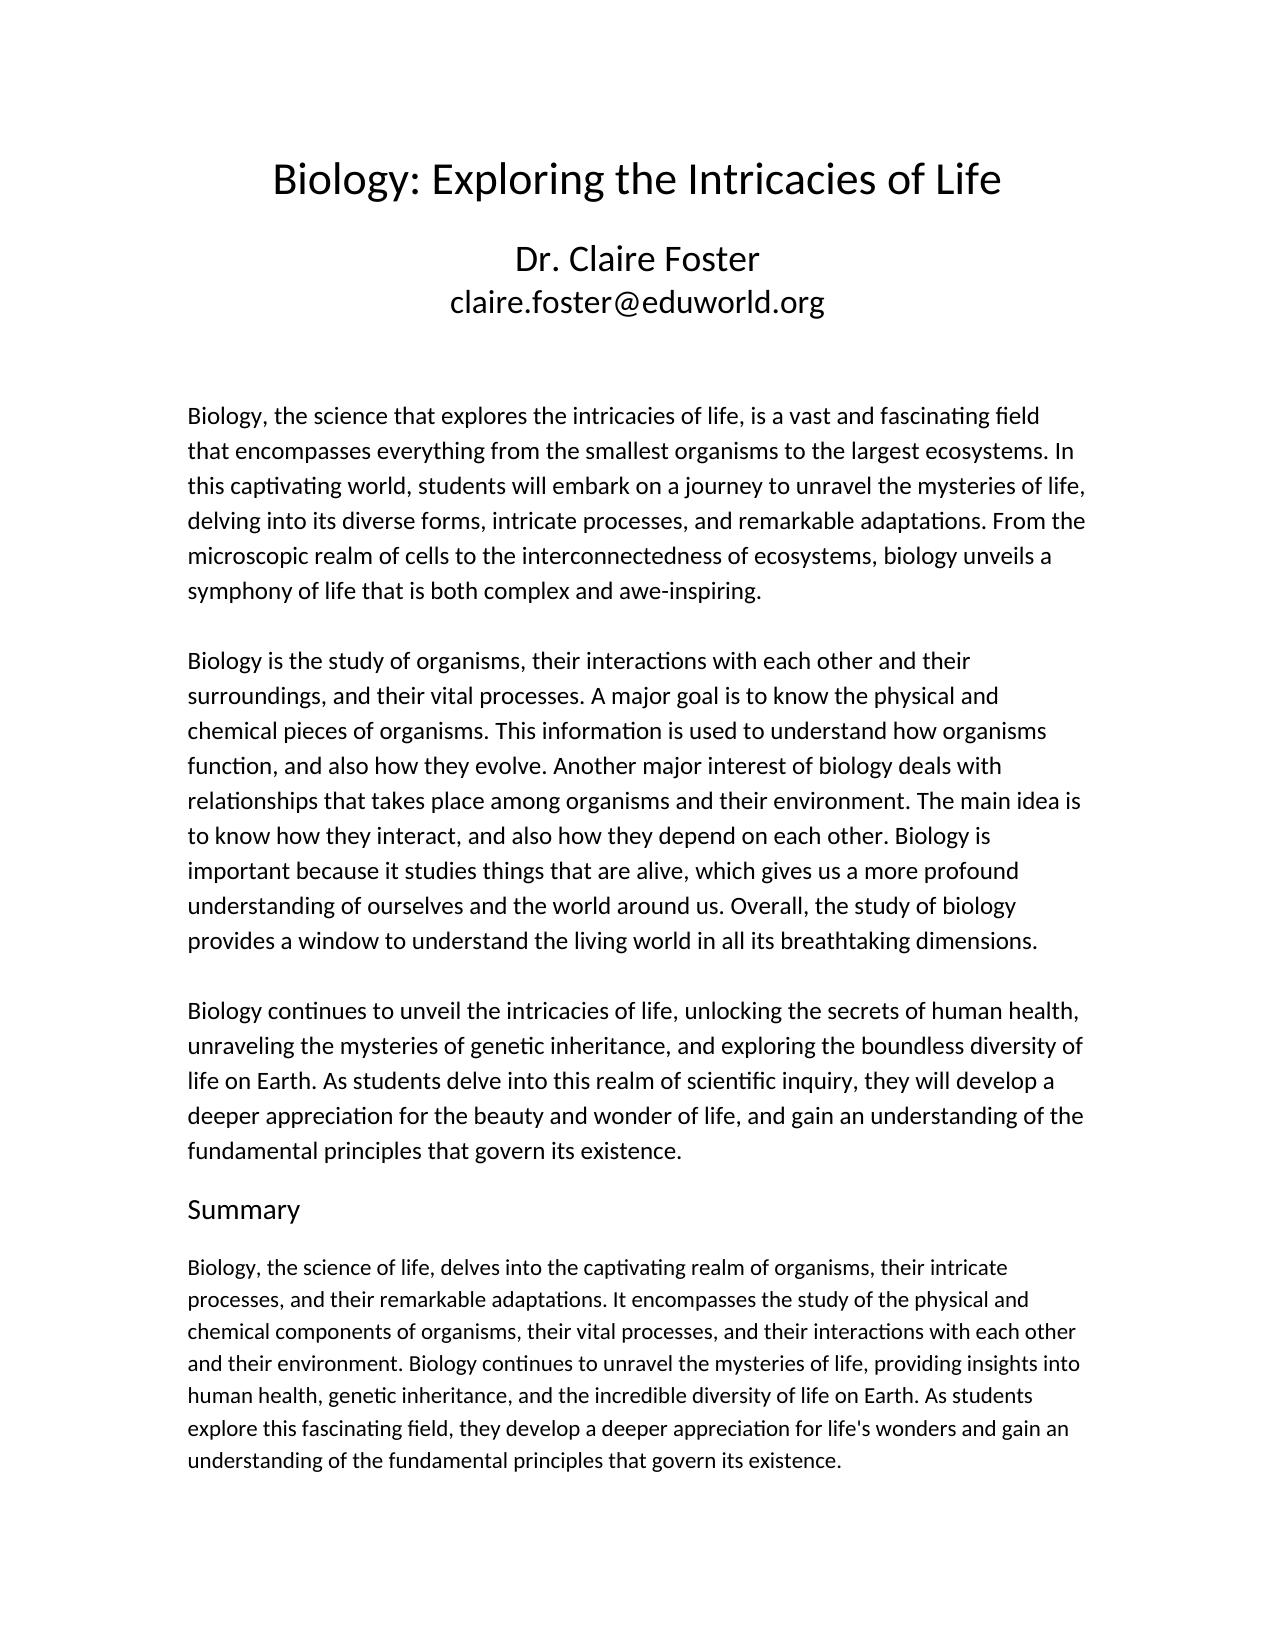 Biology: Exploring the Intricacies of Life
Dr. Claire Foster
claire.foster@eduworld.org
Biology, the science that explores the intricacies of life, is a vast and fascinating field
that encompasses everything from the smallest organisms to the largest ecosystems. In
this captivating world, students will embark on a journey to unravel the mysteries of life,
delving into its diverse forms, intricate processes, and remarkable adaptations. From the
microscopic realm of cells to the interconnectedness of ecosystems, biology unveils a
symphony of life that is both complex and awe-inspiring.
Biology is the study of organisms, their interactions with each other and their
surroundings, and their vital processes. A major goal is to know the physical and
chemical pieces of organisms. This information is used to understand how organisms
function, and also how they evolve. Another major interest of biology deals with
relationships that takes place among organisms and their environment. The main idea is
to know how they interact, and also how they depend on each other. Biology is
important because it studies things that are alive, which gives us a more profound
understanding of ourselves and the world around us. Overall, the study of biology
provides a window to understand the living world in all its breathtaking dimensions.
Biology continues to unveil the intricacies of life, unlocking the secrets of human health,
unraveling the mysteries of genetic inheritance, and exploring the boundless diversity of
life on Earth. As students delve into this realm of scientific inquiry, they will develop a
deeper appreciation for the beauty and wonder of life, and gain an understanding of the
fundamental principles that govern its existence.
Summary
Biology, the science of life, delves into the captivating realm of organisms, their intricate
processes, and their remarkable adaptations. It encompasses the study of the physical and
chemical components of organisms, their vital processes, and their interactions with each other
and their environment. Biology continues to unravel the mysteries of life, providing insights into
human health, genetic inheritance, and the incredible diversity of life on Earth. As students
explore this fascinating field, they develop a deeper appreciation for life's wonders and gain an
understanding of the fundamental principles that govern its existence.